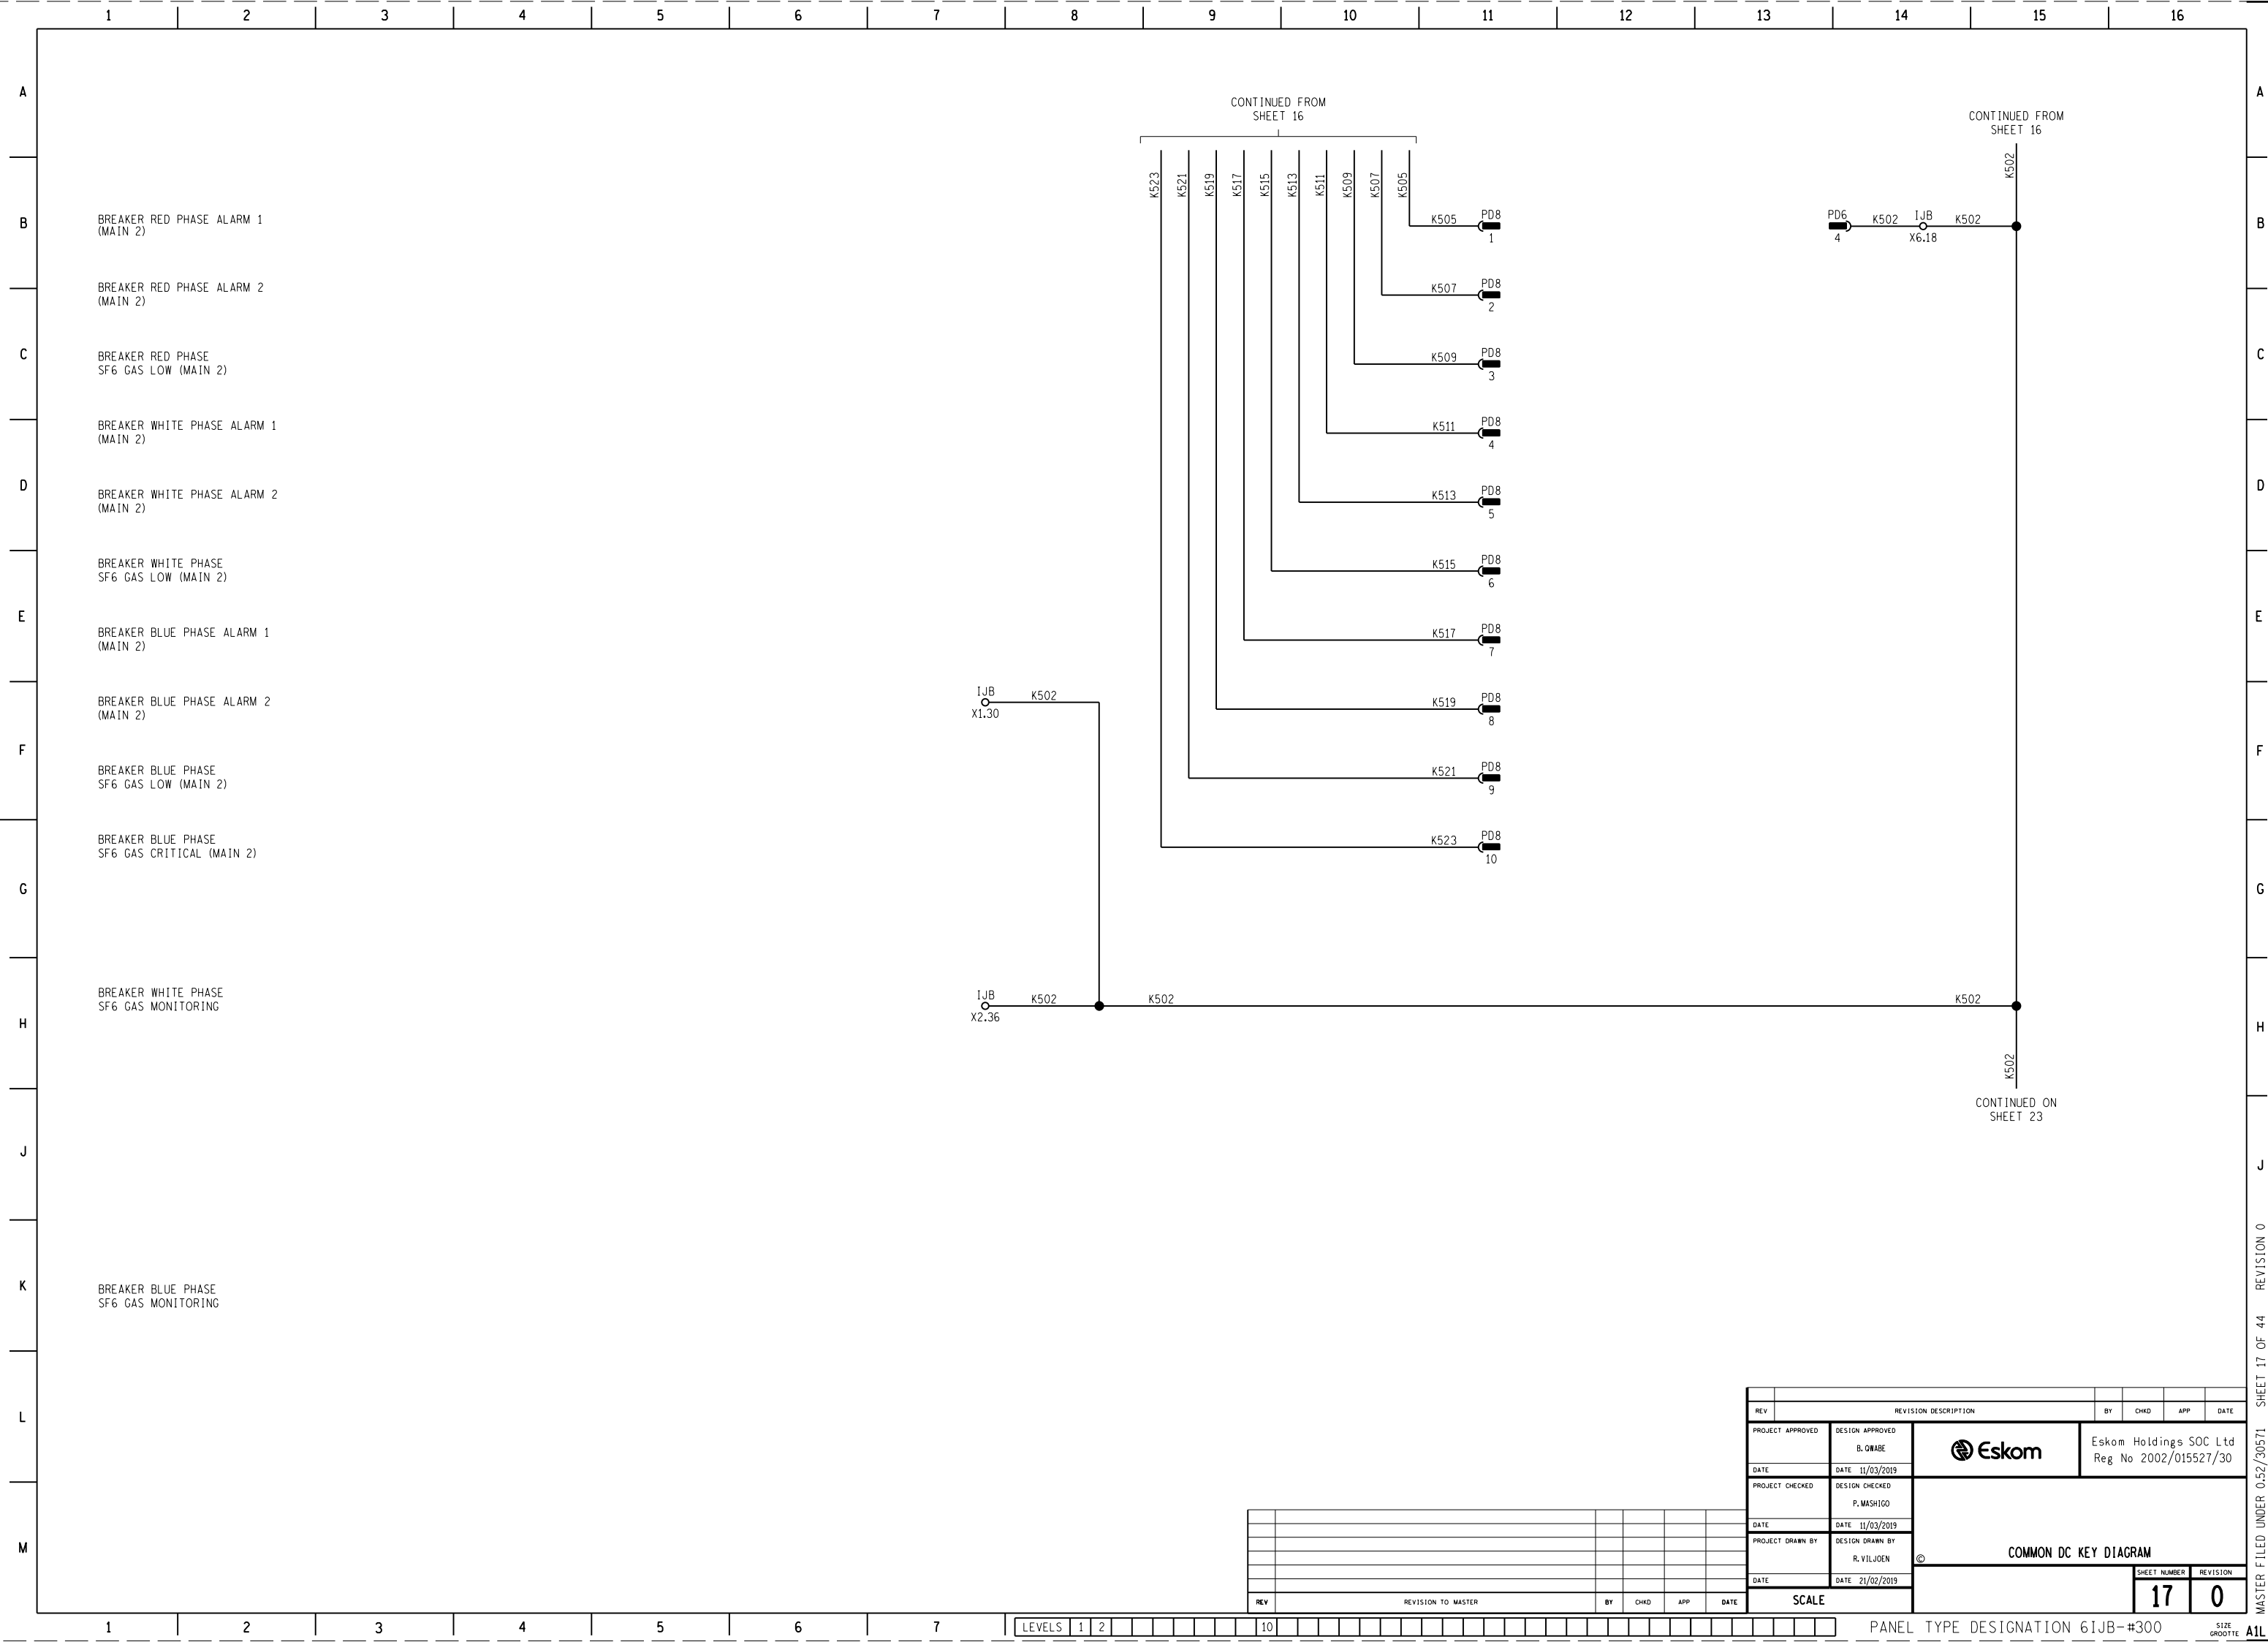 1 2 3 4 5 6 7 8 9 10 11 12 13 14 15 16
A A
CONTINUED FROM
SHEET 16
CONTINUED FROM
SHEET 16
K523 K521 K519 K517 K515 K513 K511 K509 K507 K505
K502
B B
BREAKER RED PHASE ALARM 1
(MAIN 2)
K505 PD8
1
PD6 K502 IJB K502
4 X6.18
BREAKER RED PHASE ALARM 2
(MAIN 2)
K507 PD8
2
C C
BREAKER RED PHASE
SF6 GAS LOW (MAIN 2)
K509 PD8
3
BREAKER WHITE PHASE ALARM 1
(MAIN 2)
K511 PD8
4
D D
BREAKER WHITE PHASE ALARM 2
(MAIN 2)
K513 PD8
5
BREAKER WHITE PHASE
SF6 GAS LOW (MAIN 2)
K515 PD8
6
E E
BREAKER BLUE PHASE ALARM 1
(MAIN 2)
K517 PD8
7
BREAKER BLUE PHASE ALARM 2
(MAIN 2)
IJB K502
X1.30
K519 PD8
8
F F
BREAKER BLUE PHASE
SF6 GAS LOW (MAIN 2)
K521 PD8
9
BREAKER BLUE PHASE
SF6 GAS CRITICAL (MAIN 2)
K523 PD8
10
G G
BREAKER WHITE PHASE
SF6 GAS MONITORING
IJB K502 K502 K502
X2.36
H H
K502
CONTINUED ON
SHEET 23
J J
K
BREAKER BLUE PHASE
SF6 GAS MONITORING
L
M
MASTER FILED UNDER 0.52/30571 SHEET 17 OF 44 REVISION 0
REV REVISION DESCRIPTION BY CHKD APP DATE
PROJECT APPROVED DESIGN APPROVED
B. QWABE
DATE DATE 11/03/2019
Eskom
Eskom Holdings SOC Ltd
Reg No 2002/015527/30
PROJECT CHECKED DESIGN CHECKED
P. MASHIGO
DATE DATE 11/03/2019
PROJECT DRAWN BY DESIGN DRAWN BY
R. VILJOEN
DATE DATE 21/02/2019
© COMMON DC KEY DIAGRAM
SHEET NUMBER REVISION
17 0
SCALE
REV REVISION TO MASTER BY CHKD APP DATE
1 2 3 4 5 6 7
LEVELS 1 2 10
PANEL TYPE DESIGNATION 6IJB-#300
SIZE
GROOTTE A1L